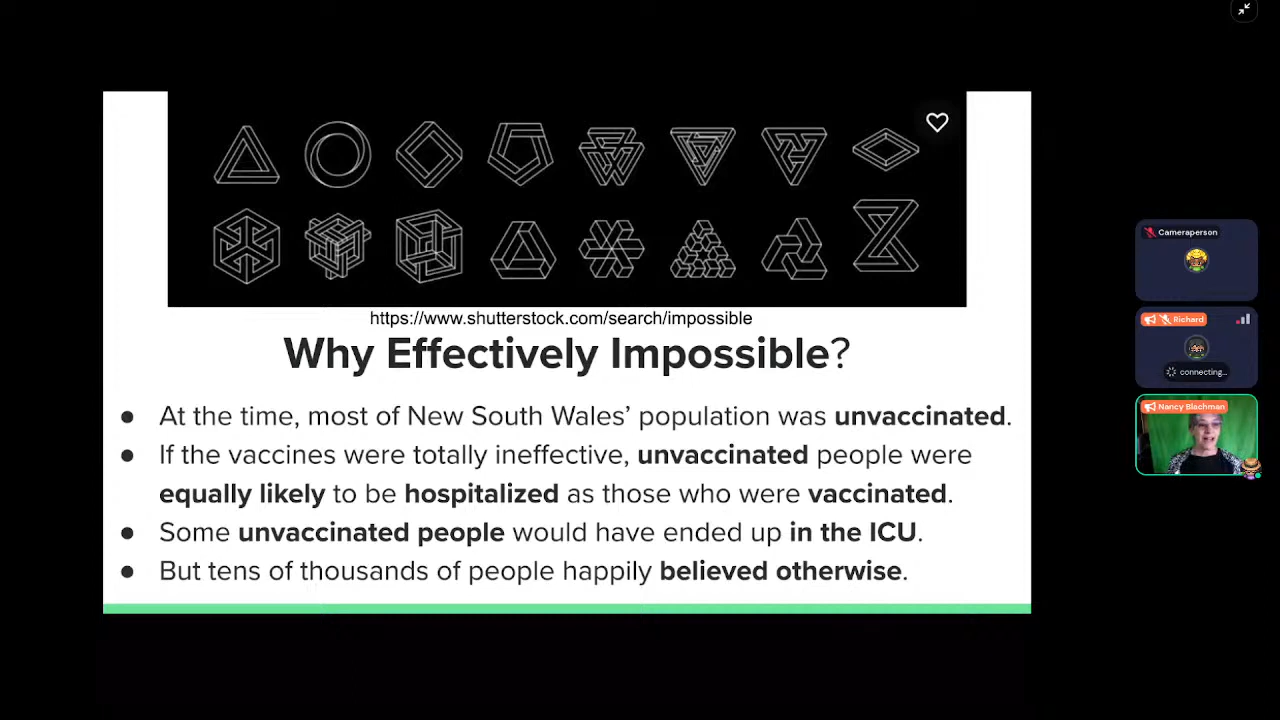 https://www.shutterstock.com/search/impossible
Why Effectively Impossible?
● At the time, most of New South Wales’ population was unvaccinated.
● If the vaccines were totally ineffective, unvaccinated people were
equally likely to be hospitalized as those who were vaccinated.
● Some unvaccinated people would have ended up in the ICU.
● But tens of thousands of people happily believed otherwise.
Cameraperson
Richard
connecting...
Nancy Blachman